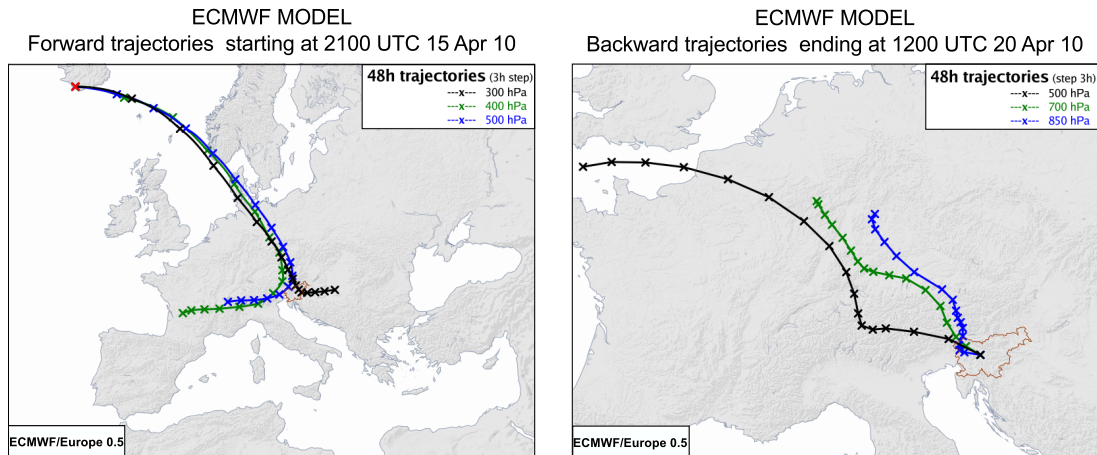 ECMWF MODEL
Forward trajectories starting at 2100 UTC 15 Apr 10
48h trajectories (3h step)
---x--- 300 hPa
---x--- 400 hPa
---x--- 500 hPa
ECMWF/Europe 0.5
ECMWF MODEL
Backward trajectories ending at 1200 UTC 20 Apr 10
48h trajectories (step 3h)
---x--- 500 hPa
---x--- 700 hPa
---x--- 850 hPa
ECMWF/Europe 0.5